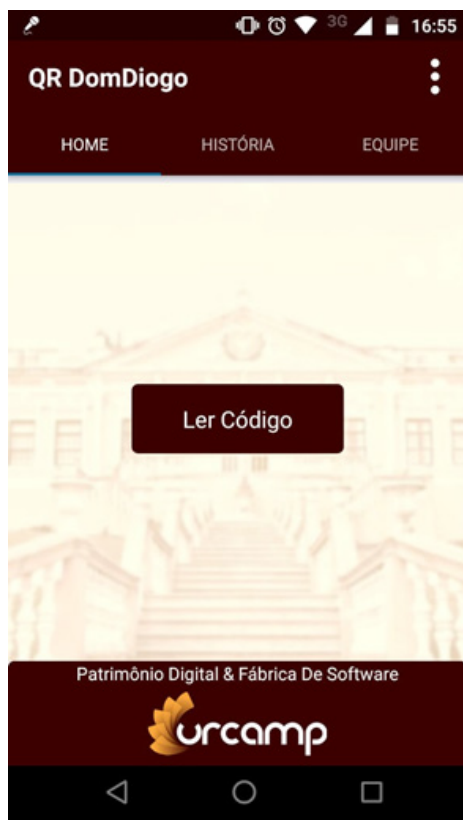 3G 16:55
QR DomDiogo
HOME HISTÓRIA EQUIPE
Ler Código
Patrimônio Digital & Fábrica De Software
urcamp